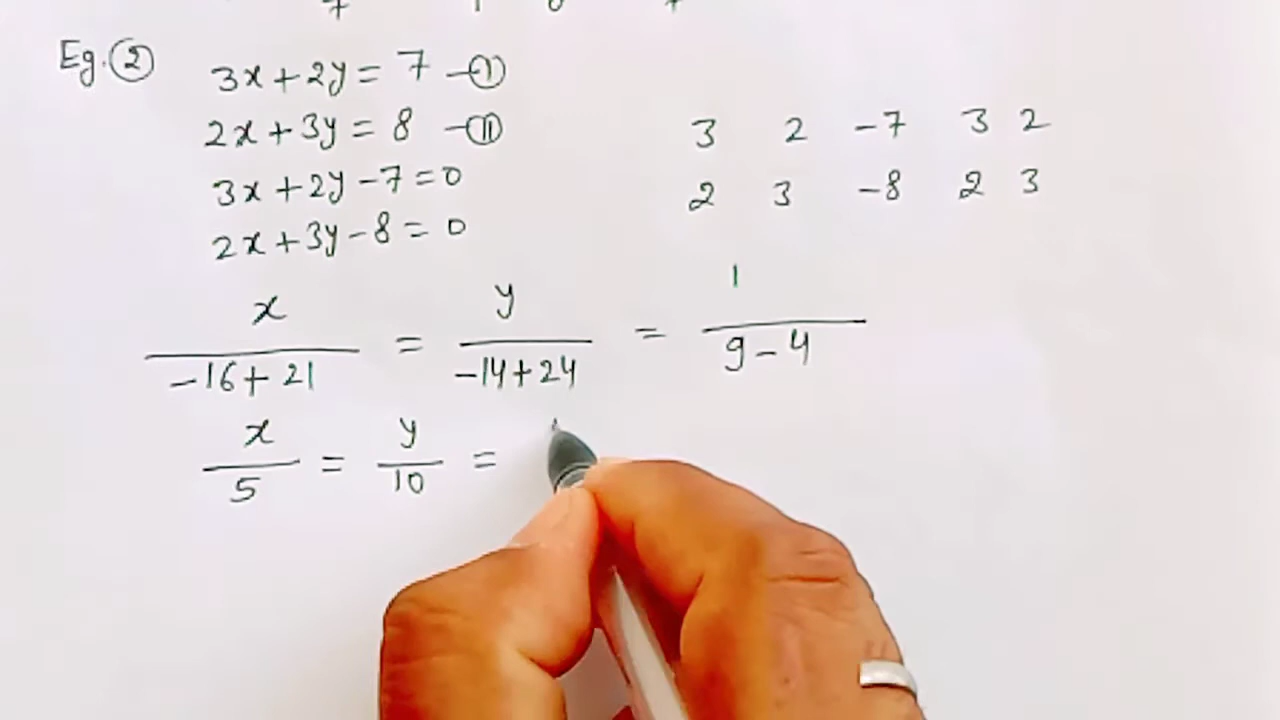 Eg. ②
3x + 2y = 7 —Ⓘ
2x + 3y = 8 —Ⓘⓘ
3x + 2y - 7 = 0
2x + 3y - 8 = 0
3 2 -7 3 2
2 3 -8 2 3
x/(-16 + 21) = y/(-14 + 24) = 1/(9 - 4)
x/5 = y/10 =